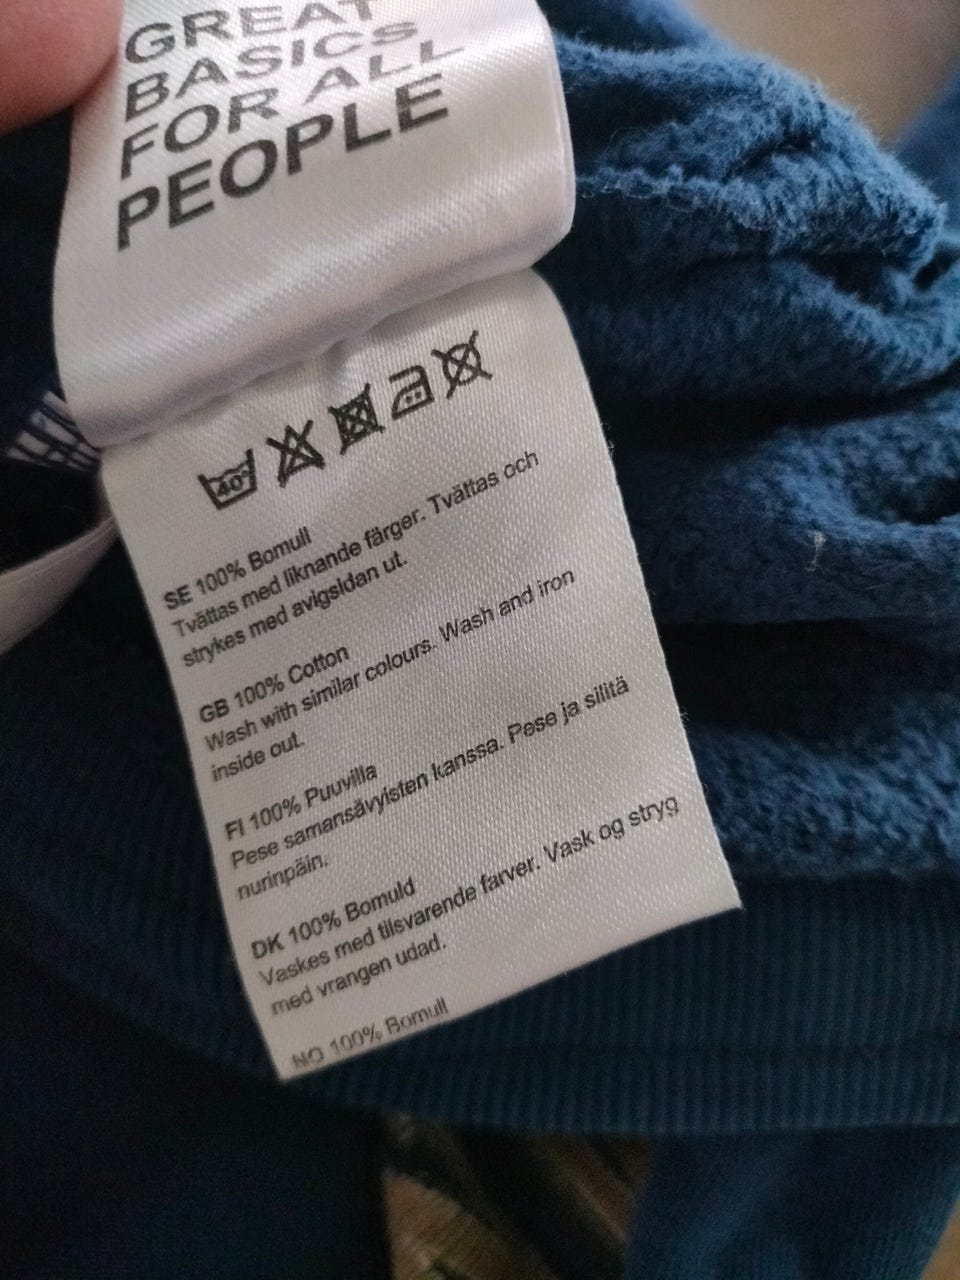 GREAT
BASICS
FOR ALL
PEOPLE
40°
SE 100% Bomull
Tvättas med liknande färger. Tvättas och
strykes med avigsidan ut.
GB 100% Cotton
Wash with similar colours. Wash and iron
inside out.
FI 100% Puuvilla
Pese samansävyisten kanssa. Pese ja silitä
nurinpäin.
DK 100% Bomuld
Vaskes med tilsvarende farver. Vask og stryg
med vrangen udad.
NO 100% Bomull